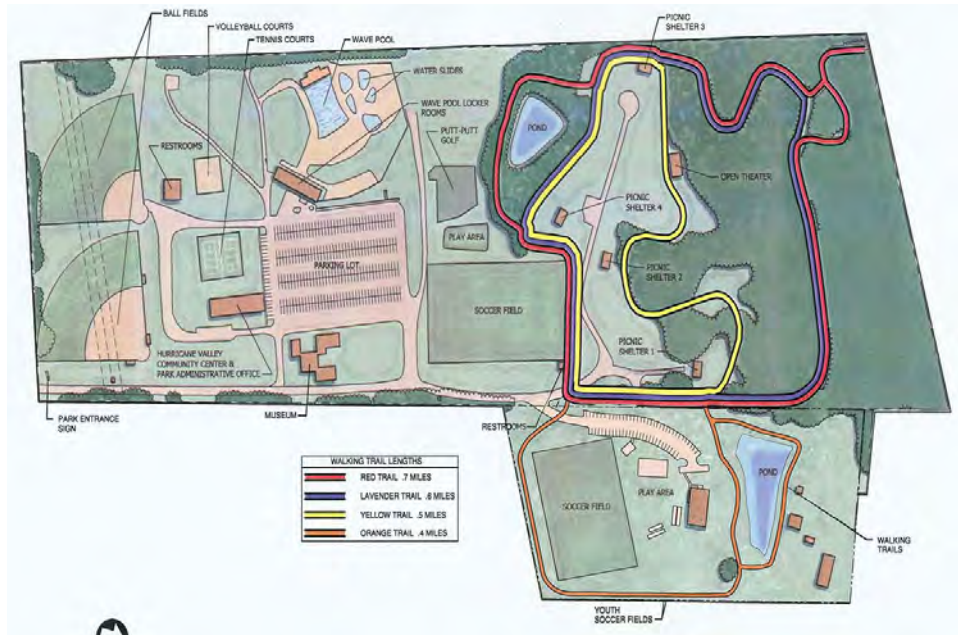 BALL FIELDS
VOLLEYBALL COURTS
TENNIS COURTS
WAVE POOL
PICNIC
SHELTER 3
WATER SLIDES
WAVE POOL LOCKER
ROOMS
PUTT-PUTT
GOLF
POND
RESTROOMS
OPEN THEATER
PICNIC
SHELTER 4
PLAY AREA
PARKING LOT
PICNIC
SHELTER 2
SOCCER FIELD
PICNIC
SHELTER 1
HURRICANE VALLEY
COMMUNITY CENTER &
PARK ADMINISTRATIVE OFFICE
PARK ENTRANCE
SIGN
MUSEUM
RESTROOMS
WALKING TRAIL LENGTHS
RED TRAIL .7 MILES
LAVENDER TRAIL .6 MILES
YELLOW TRAIL .5 MILES
ORANGE TRAIL .4 MILES
POND
PLAY AREA
SOCCER FIELD
WALKING
TRAILS
YOUTH
SOCCER FIELDS